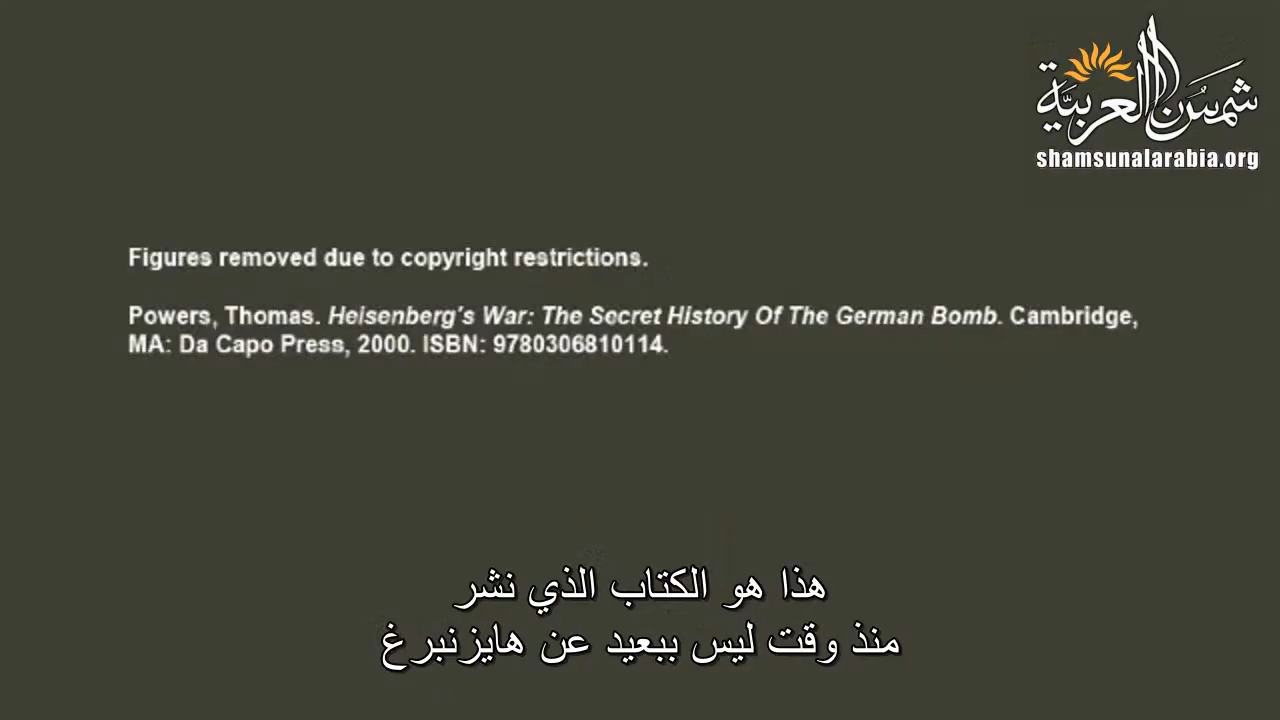 شمس العربية
shamsunalarabia.org
Figures removed due to copyright restrictions.
Powers, Thomas. Heisenberg's War: The Secret History Of The German Bomb. Cambridge,
MA: Da Capo Press, 2000. ISBN: 9780306810114.
هذا هو الكتاب الذي نشر
منذ وقت ليس ببعيد عن هايزنبرغ